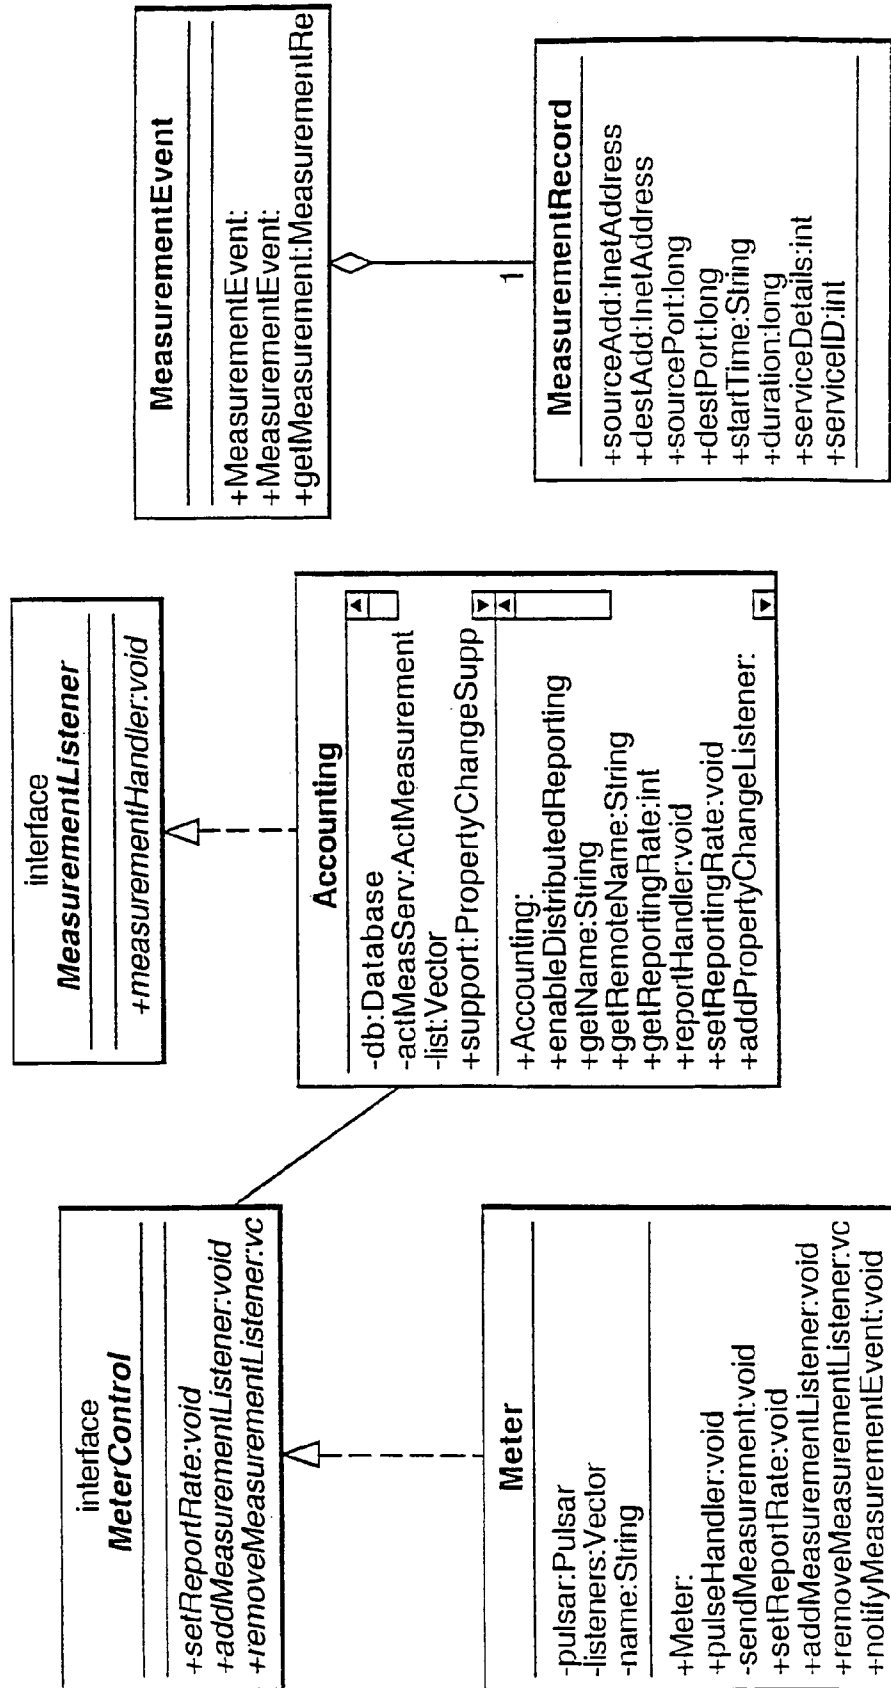 interface
MeterControl
+setReportRate:void
+addMeasurementListener:void
+removeMeasurementListener:vc
Meter
-pulsar:Pulsar
-listeners:Vector
-name:String
+Meter:
+pulseHandler:void
-sendMeasurement:void
+setReportRate:void
+addMeasurementListener:void
+removeMeasurementListener:vc
+notifyMeasurementEvent:void
interface
MeasurementListener
+measurementHandler:void
Accounting
-db:Database
-actMeasServ:ActMeasurement
-list:Vector
+support:PropertyChangeSupp
+Accounting:
+enableDistributedReporting
+getName:String
+getRemoteName:String
+getReportingRate:int
+reportHandler:void
+setReportingRate:void
+addPropertyChangeListener:
MeasurementEvent
+MeasurementEvent:
+MeasurementEvent:
+getMeasurement:MeasurementRe
1
MeasurementRecord
+sourceAdd:InetAddress
+destAdd:InetAddress
+sourcePort:long
+destPort:long
+startTime:String
+duration:long
+serviceDetails:int
+serviceID:int